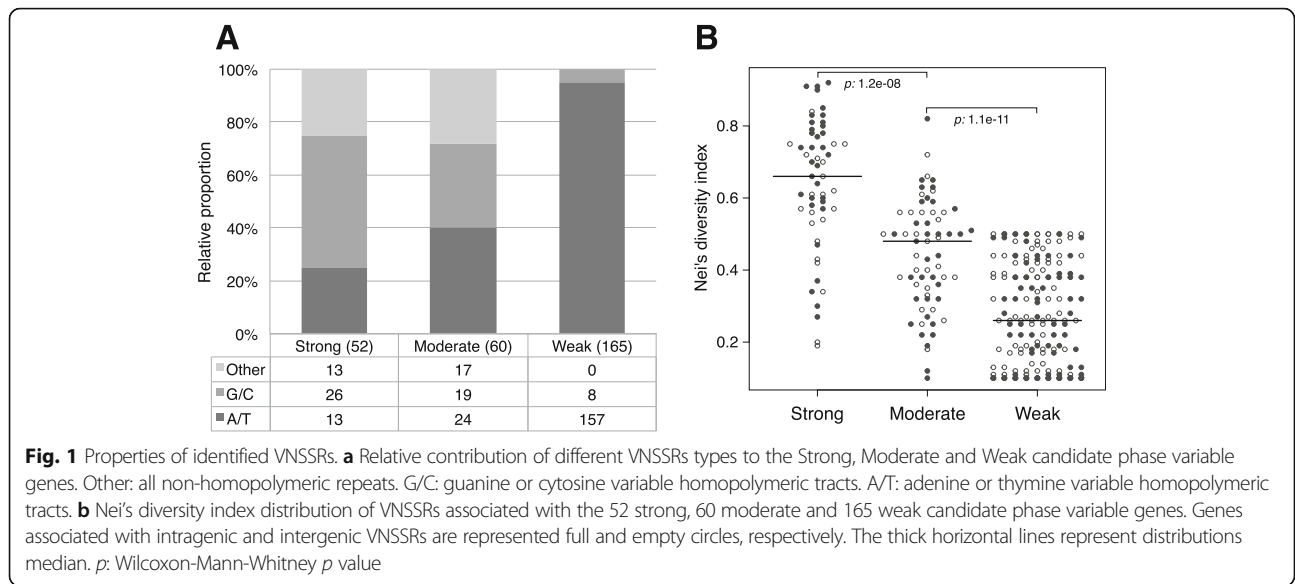 A
B
100%
80%
60%
40%
20%
0%
Relative proportion
Strong (52) Moderate (60) Weak (165)
Other 13 17 0
G/C 26 19 8
A/T 13 24 157
p: 1.2e-08
p: 1.1e-11
0.8
0.6
0.4
0.2
Nei's diversity index
Strong Moderate Weak
Fig. 1 Properties of identified VNSSRs. a Relative contribution of different VNSSRs types to the Strong, Moderate and Weak candidate phase variable
genes. Other: all non-homopolymeric repeats. G/C: guanine or cytosine variable homopolymeric tracts. A/T: adenine or thymine variable homopolymeric
tracts. b Nei's diversity index distribution of VNSSRs associated with the 52 strong, 60 moderate and 165 weak candidate phase variable genes. Genes
associated with intragenic and intergenic VNSSRs are represented full and empty circles, respectively. The thick horizontal lines represent distributions
median. p: Wilcoxon-Mann-Whitney p value